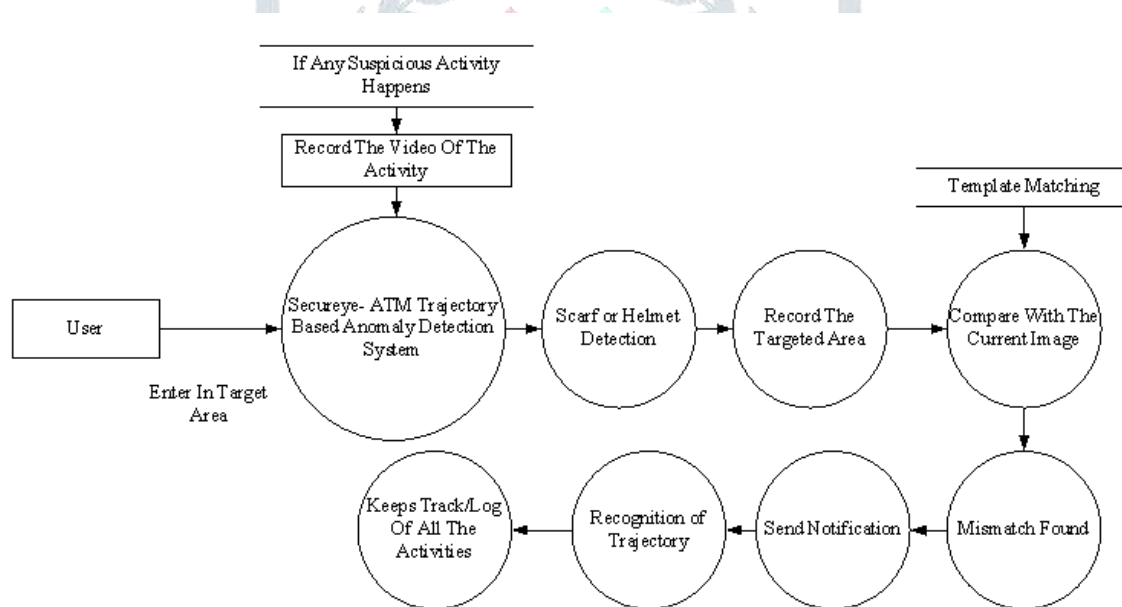 If Any Suspicious Activity
Happens
Record The Video Of The
Activity
Template Matching
User
Enter In Target
Area
Secureye- ATM Trajectory
Based Anomaly Detection
System
Scarf or Helmet
Detection
Record The
Targeted Area
Compare With The
Current Image
Keeps Track/Log
Of All The
Activities
Recognition of
Trajectory
Send Notification
Mismatch Found